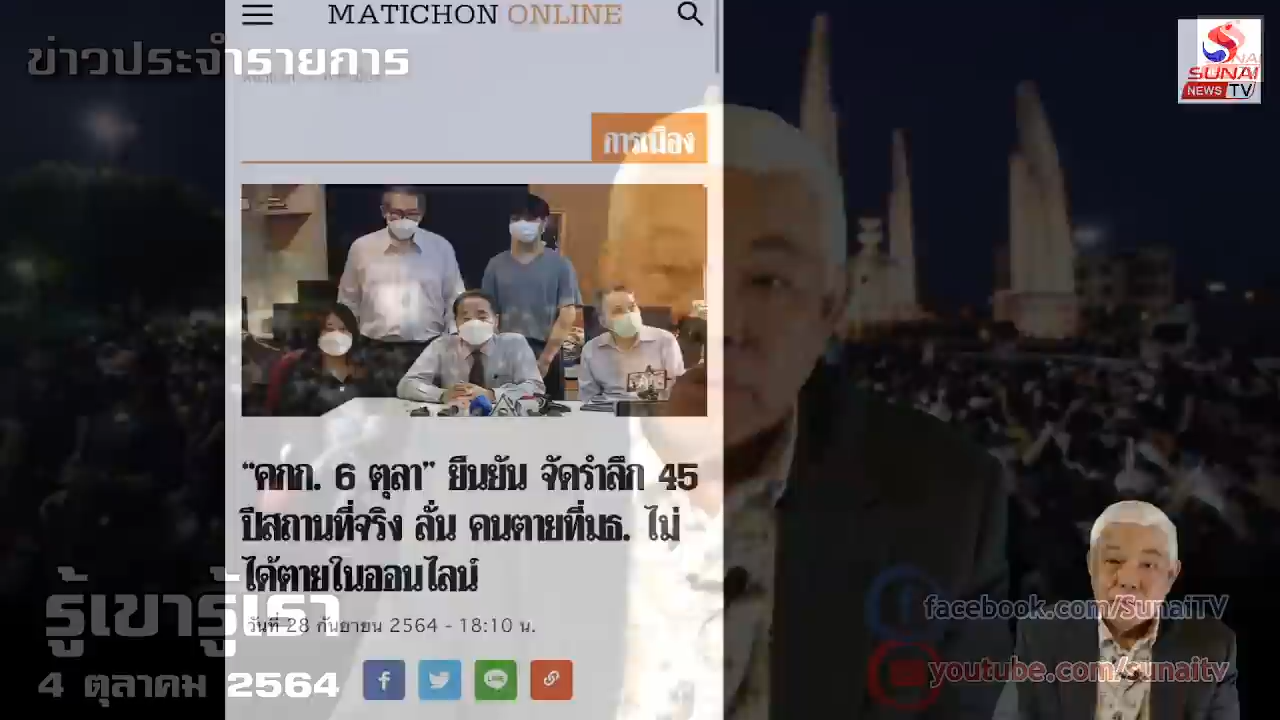 MATICHON ONLINE
ข่าวประจำรายการ
SUNAI
NEWS TV
การเมือง
“คกก. 6 ตุลา” ยืนยัน จัดรำลึก 45
ปีสถานที่จริง ลั่น คนตายที่มธ. ไม่
ได้ตายในออนไลน์
วันที่ 28 กันยายน 2564 - 18:10 น.
รู้เขารู้เรา
4 ตุลาคม 2564
facebook.com/SunaiTV
youtube.com/sunaitv